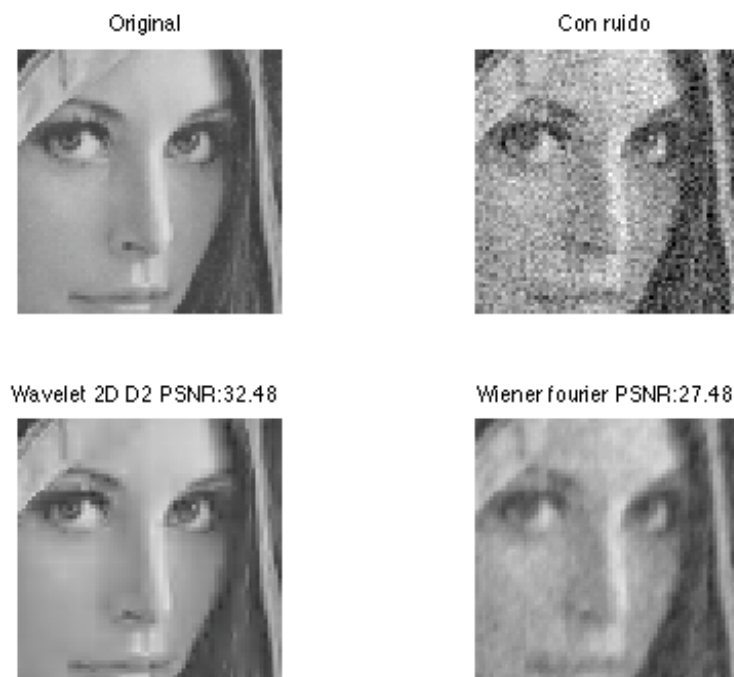 Original
Con ruido
Wavelet 2D D2 PSNR:32.48
Wiener fourier PSNR:27.48